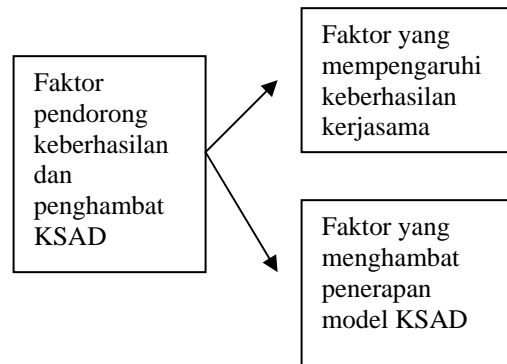 Faktor
pendorong
keberhasilan
dan
penghambat
KSAD
Faktor yang
mempengaruhi
keberhasilan
kerjasama
Faktor yang
menghambat
penerapan
model KSAD